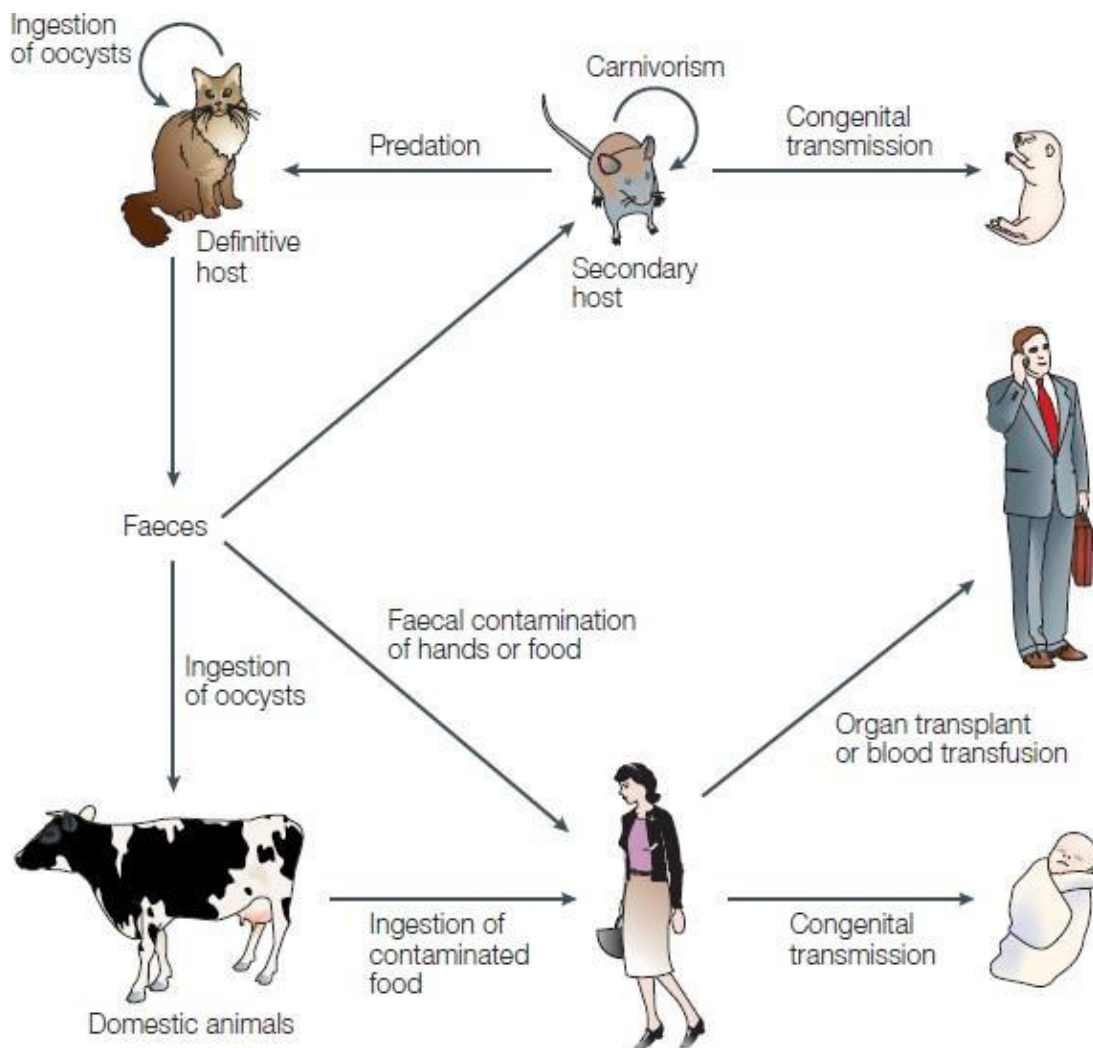 Ingestion
of oocysts
Carnivorism
Predation
Congenital
transmission
Definitive
host
Secondary
host
Faeces
Faecal contamination
of hands or food
Ingestion
of oocysts
Organ transplant
or blood transfusion
Ingestion of
contaminated
food
Congenital
transmission
Domestic animals